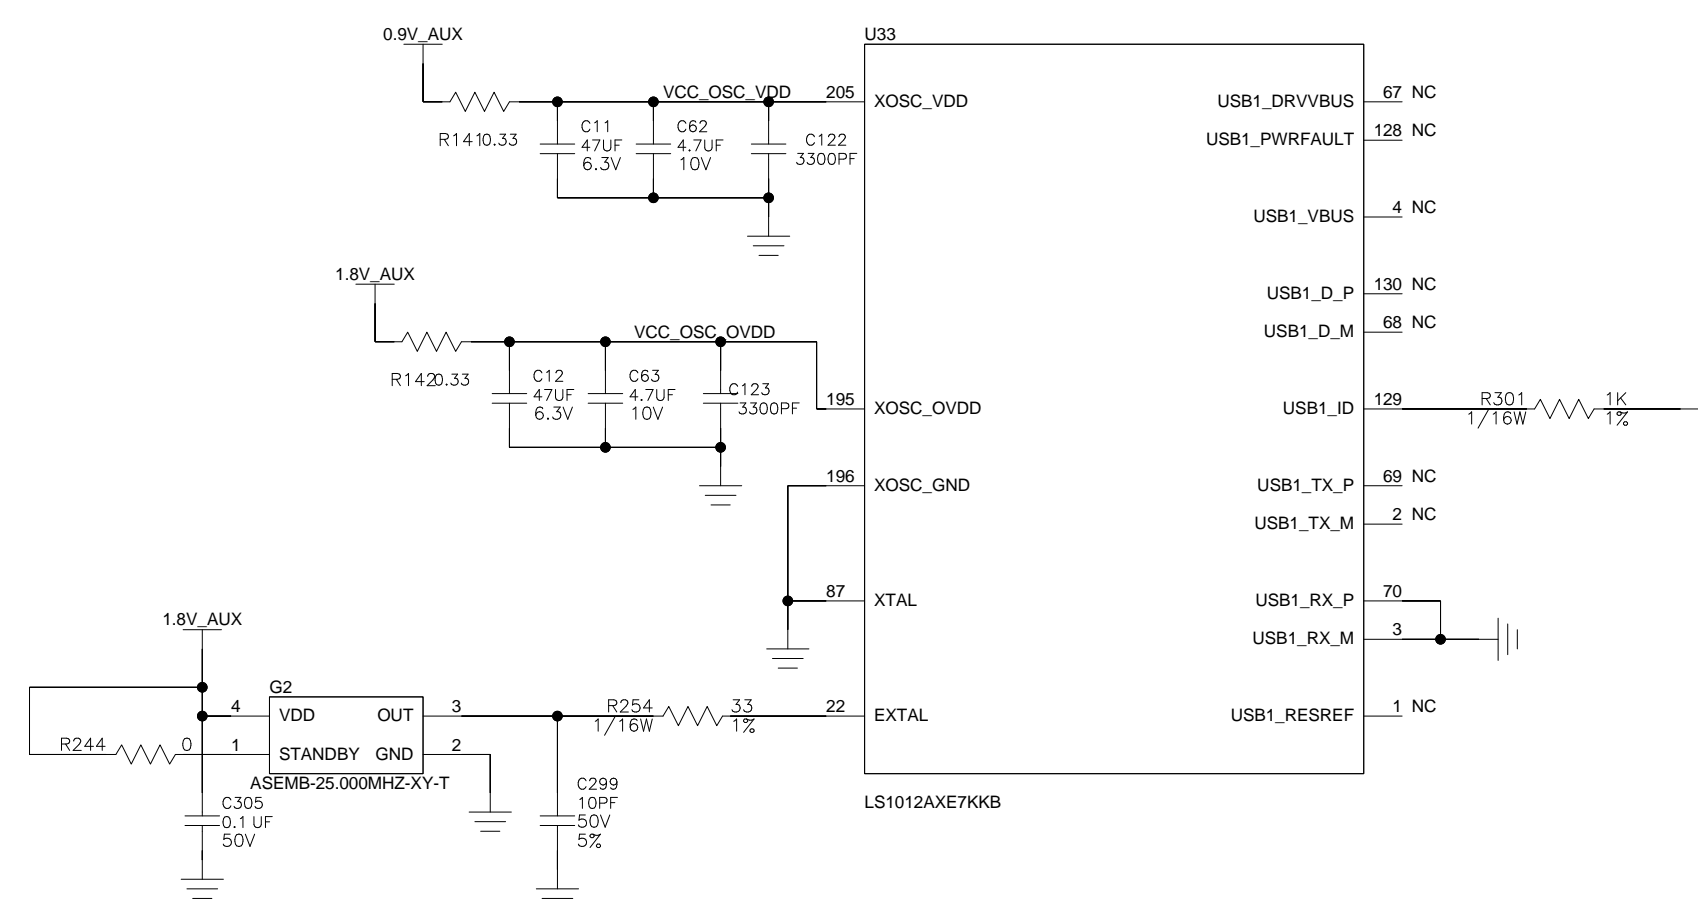 0.9V_AUX
R141 0.33
VCC_OSC_VDD
C11
47UF
6.3V
C62
4.7UF
10V
C122
3300PF
1.8V_AUX
R142 0.33
VCC_OSC_OVDD
C12
47UF
6.3V
C63
4.7UF
10V
C123
3300PF
1.8V_AUX
R244 0
G2
4 VDD OUT 3
1 STANDBY GND 2
ASEMB-25.000MHZ-XY-T
C305
0.1UF
50V
C299
10PF
50V
5%
R254 33
1/16W 1%
U33
205 XOSC_VDD
195 XOSC_OVDD
196 XOSC_GND
87 XTAL
22 EXTAL
USB1_DRVVBUS 67 NC
USB1_PWRFAULT 128 NC
USB1_VBUS 4 NC
USB1_D_P 130 NC
USB1_D_M 68 NC
USB1_ID 129
R301 1K
1/16W 1%
USB1_TX_P 69 NC
USB1_TX_M 2 NC
USB1_RX_P 70
USB1_RX_M 3
USB1_RESREF 1 NC
LS1012AXE7KKB